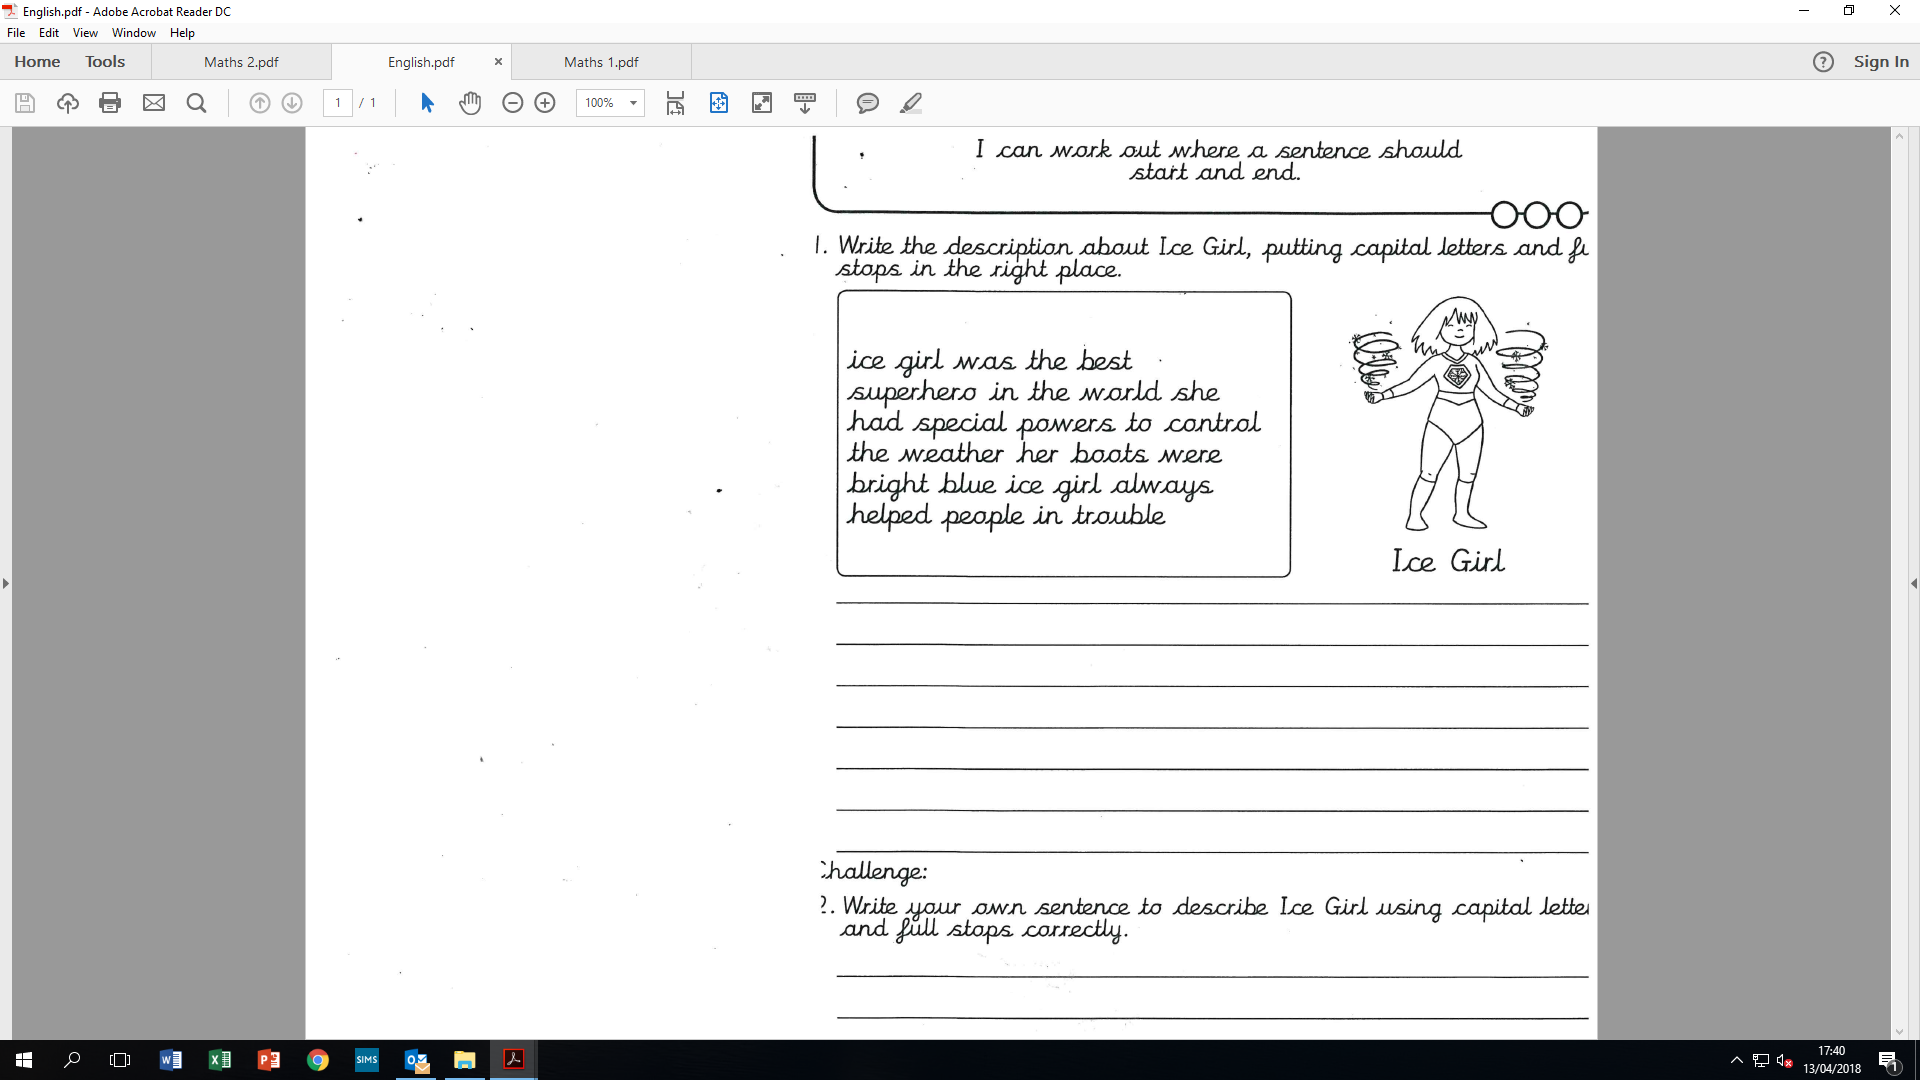 English.pdf - Adobe Acrobat Reader DC
File Edit View Window Help
Home Tools Maths 2.pdf English.pdf Maths 1.pdf Sign In
1 / 1 100%
I can work out where a sentence should
start and end.
1. Write the description about Ice Girl, putting capital letters and fu
stops in the right place.
ice girl was the best
superhero in the world she
had special powers to control
the weather her boots were
bright blue ice girl always
helped people in trouble
Ice Girl
Challenge:
2. Write your own sentence to describe Ice Girl using capital letter
and full stops correctly.
SIMS
17:40
13/04/2018
1